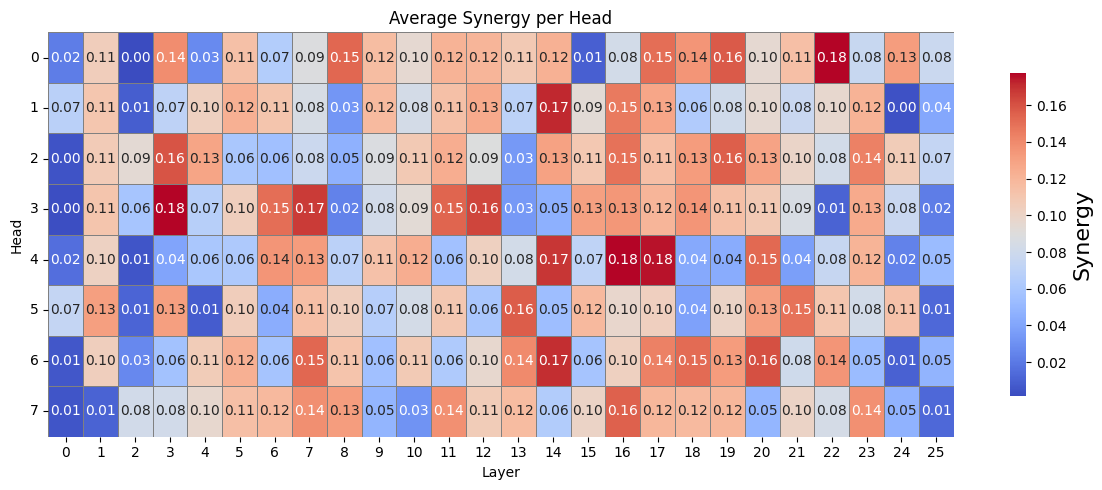 Average Synergy per Head
0 0.02 0.11 0.00 0.14 0.03 0.11 0.07 0.09 0.15 0.12 0.10 0.12 0.12 0.11 0.12 0.01 0.08 0.15 0.14 0.16 0.10 0.11 0.18 0.08 0.13 0.08
1 0.07 0.11 0.01 0.07 0.10 0.12 0.11 0.08 0.03 0.12 0.08 0.11 0.13 0.07 0.17 0.09 0.15 0.13 0.06 0.08 0.10 0.08 0.10 0.12 0.00 0.04
2 0.00 0.11 0.09 0.16 0.13 0.06 0.06 0.08 0.05 0.09 0.11 0.12 0.09 0.03 0.13 0.11 0.15 0.11 0.13 0.16 0.13 0.10 0.08 0.14 0.11 0.07
3 0.00 0.11 0.06 0.18 0.07 0.10 0.15 0.17 0.02 0.08 0.09 0.15 0.16 0.03 0.05 0.13 0.13 0.12 0.14 0.11 0.11 0.09 0.01 0.13 0.08 0.02
4 0.02 0.10 0.01 0.04 0.06 0.06 0.14 0.13 0.07 0.11 0.12 0.06 0.10 0.08 0.17 0.07 0.18 0.18 0.04 0.04 0.15 0.04 0.08 0.12 0.02 0.05
5 0.07 0.13 0.01 0.13 0.01 0.10 0.04 0.11 0.10 0.07 0.08 0.11 0.06 0.16 0.05 0.12 0.10 0.10 0.04 0.10 0.13 0.15 0.11 0.08 0.11 0.01
6 0.01 0.10 0.03 0.06 0.11 0.12 0.06 0.15 0.11 0.06 0.11 0.06 0.10 0.14 0.17 0.06 0.10 0.14 0.15 0.13 0.16 0.08 0.14 0.05 0.01 0.05
7 0.01 0.01 0.08 0.08 0.10 0.11 0.12 0.14 0.13 0.05 0.03 0.14 0.11 0.12 0.06 0.10 0.16 0.12 0.12 0.12 0.05 0.10 0.08 0.14 0.05 0.01
0 1 2 3 4 5 6 7 8 9 10 11 12 13 14 15 16 17 18 19 20 21 22 23 24 25
Layer
Head
0.16
0.14
0.12
0.10
0.08
0.06
0.04
0.02
Synergy